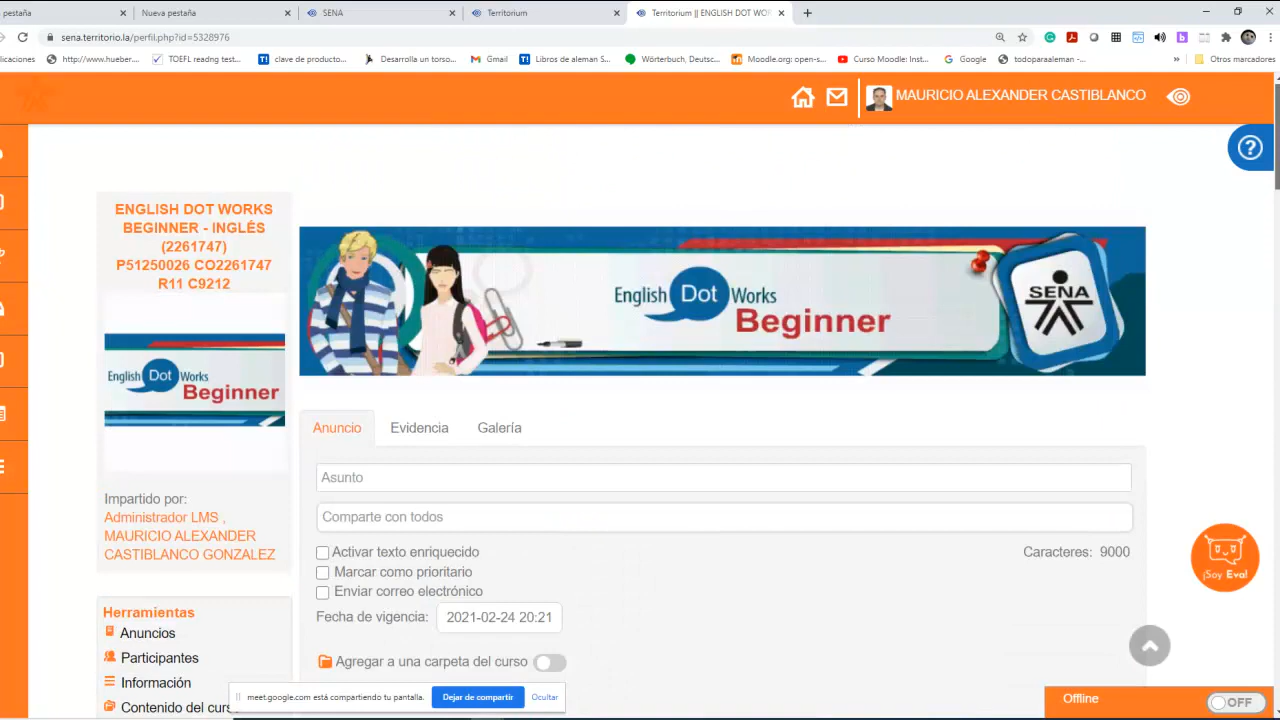 pestaña
Nueva pestaña
SENA
Territorium
Territorium || ENGLISH DOT WOR
sena.territorio.la/perfil.php?id=5328976
licaciones
http://www.hueber...
TOEFL readng test...
clave de producto...
Desarolla un torso...
Gmail
Libros de aleman S...
Wörterbuch, Deutsc...
Moodle.org: open-s...
Curso Moodle: Inst...
Google
todoparaaleman - ...
»
Otros marcadores
MAURICIO ALEXANDER CASTIBLANCO
ENGLISH DOT WORKS
BEGINNER - INGLÉS
(2261747)
P51250026 CO2261747
R11 C9212
English Dot Works
Beginner
SENA
English Dot Works
Beginner
Anuncio
Evidencia
Galería
Asunto
Comparte con todos
Activar texto enriquecido
Caracteres: 9000
Marcar como prioritario
Enviar correo electrónico
Fecha de vigencia: 2021-02-24 20:21
Agregar a una carpeta del curso
Impartido por:
Administrador LMS ,
MAURICIO ALEXANDER
CASTIBLANCO GONZALEZ
Herramientas
Anuncios
Participantes
Información
Contenido del curs
¡Soy Eva!
meet.google.com está compartiendo tu pantalla.
Dejar de compartir
Ocultar
Offline
OFF